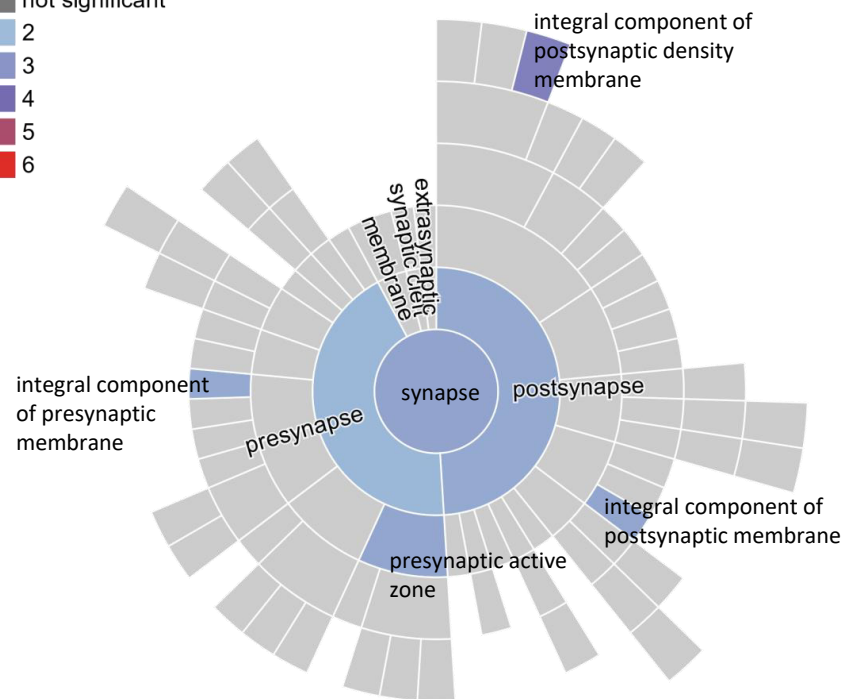 not significant
2
3
4
5
6
integral component of
postsynaptic density
membrane
extrasynaptic
synaptic cleft
membrane
synapse
postsynapse
presynapse
integral component
of presynaptic
membrane
integral component of
postsynaptic membrane
presynaptic active
zone